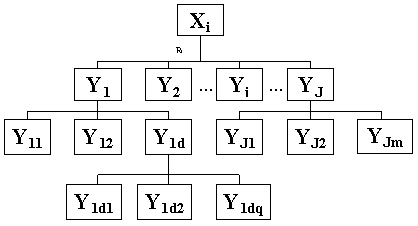 Xi
Y1 Y2 ... Yi ... YJ
Y11 Y12 Y1d YJ1 YJ2 YJm
Y1d1 Y1d2 Y1dq